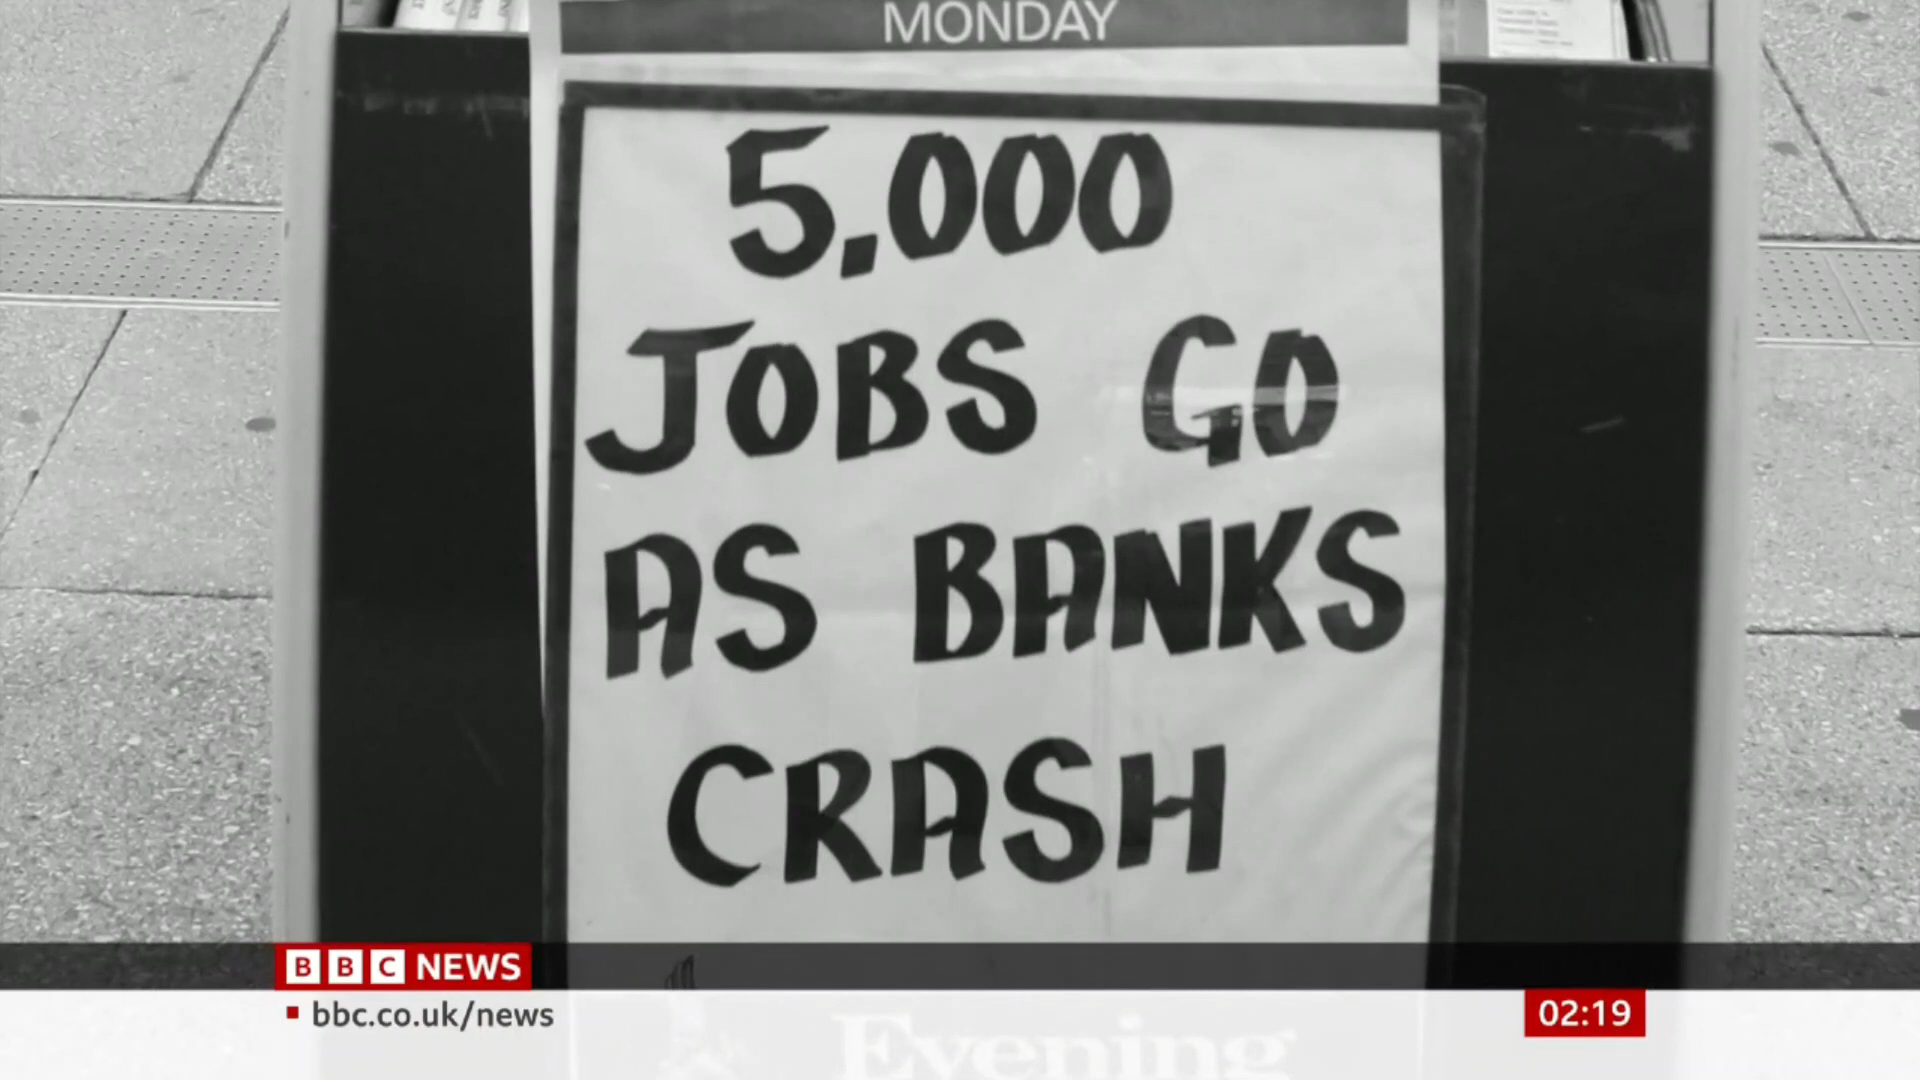 MONDAY
5,000
JOBS GO
AS BANKS
CRASH
BBC NEWS
bbc.co.uk/news
02:19
Evening